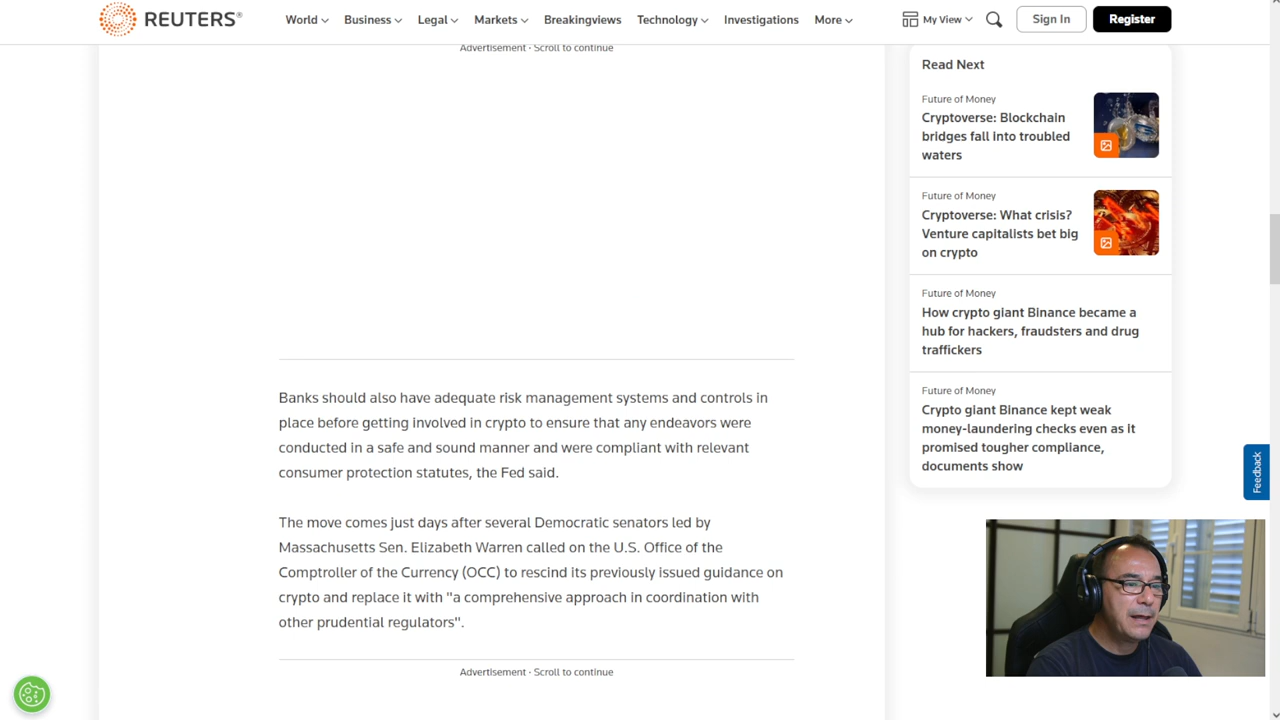 REUTERS®
World
Business
Legal
Markets
Breakingviews
Technology
Investigations
More
My View
Sign In
Register
Advertisement · Scroll to continue
Banks should also have adequate risk management systems and controls in
place before getting involved in crypto to ensure that any endeavors were
conducted in a safe and sound manner and were compliant with relevant
consumer protection statutes, the Fed said.
The move comes just days after several Democratic senators led by
Massachusetts Sen. Elizabeth Warren called on the U.S. Office of the
Comptroller of the Currency (OCC) to rescind its previously issued guidance on
crypto and replace it with "a comprehensive approach in coordination with
other prudential regulators".
Advertisement · Scroll to continue
Read Next
Future of Money
Cryptoverse: Blockchain
bridges fall into troubled
waters
Future of Money
Cryptoverse: What crisis?
Venture capitalists bet big
on crypto
Future of Money
How crypto giant Binance became a
hub for hackers, fraudsters and drug
traffickers
Future of Money
Crypto giant Binance kept weak
money-laundering checks even as it
promised tougher compliance,
documents show
Feedback